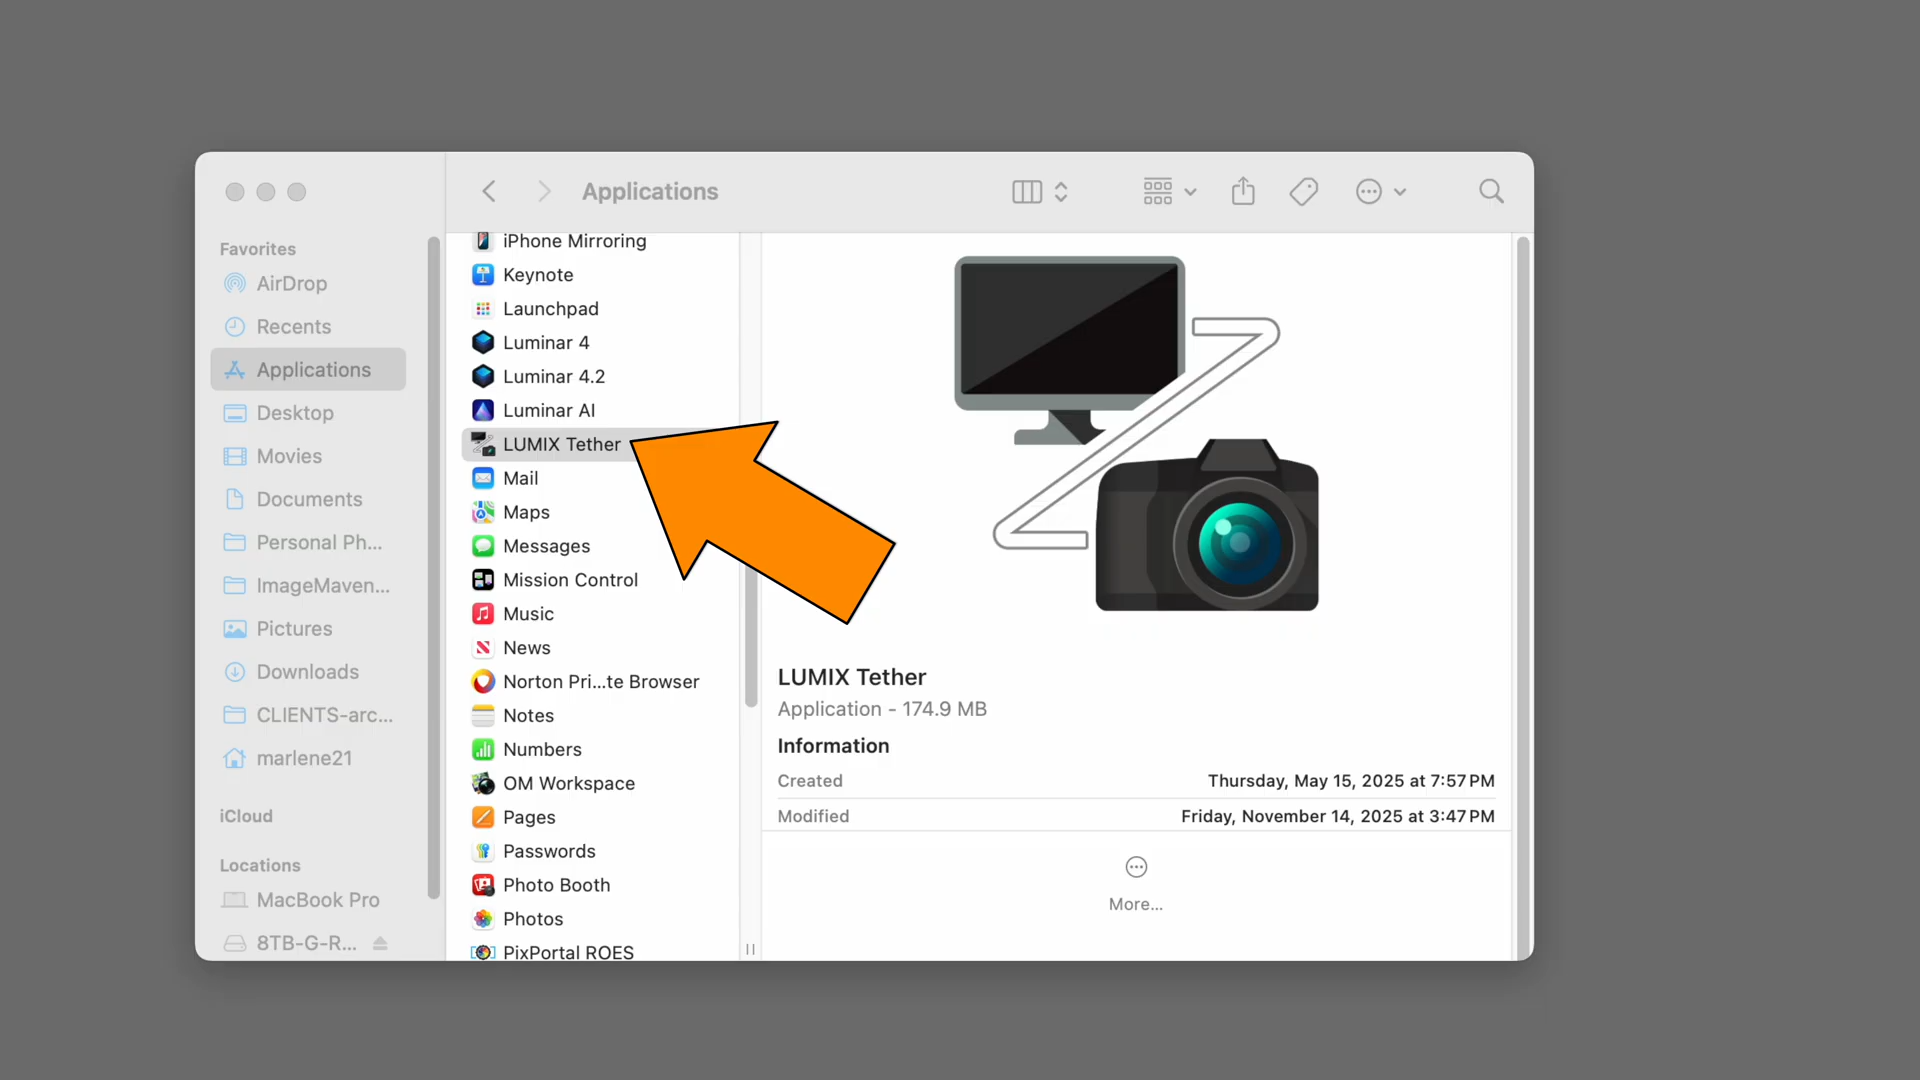 Applications
Favorites
AirDrop
Recents
Applications
Desktop
Movies
Documents
Personal Ph...
ImageMaven...
Pictures
Downloads
CLIENTS-arc...
marlene21
iCloud
Locations
MacBook Pro
8TB-G-R...
iPhone Mirroring
Keynote
Launchpad
Luminar 4
Luminar 4.2
Luminar AI
LUMIX Tether
Mail
Maps
Messages
Mission Control
Music
News
Norton Pri...te Browser
Notes
Numbers
OM Workspace
Pages
Passwords
Photo Booth
Photos
PixPortal ROES
LUMIX Tether
Application - 174.9 MB
Information
Created Thursday, May 15, 2025 at 7:57 PM
Modified Friday, November 14, 2025 at 3:47 PM
More...